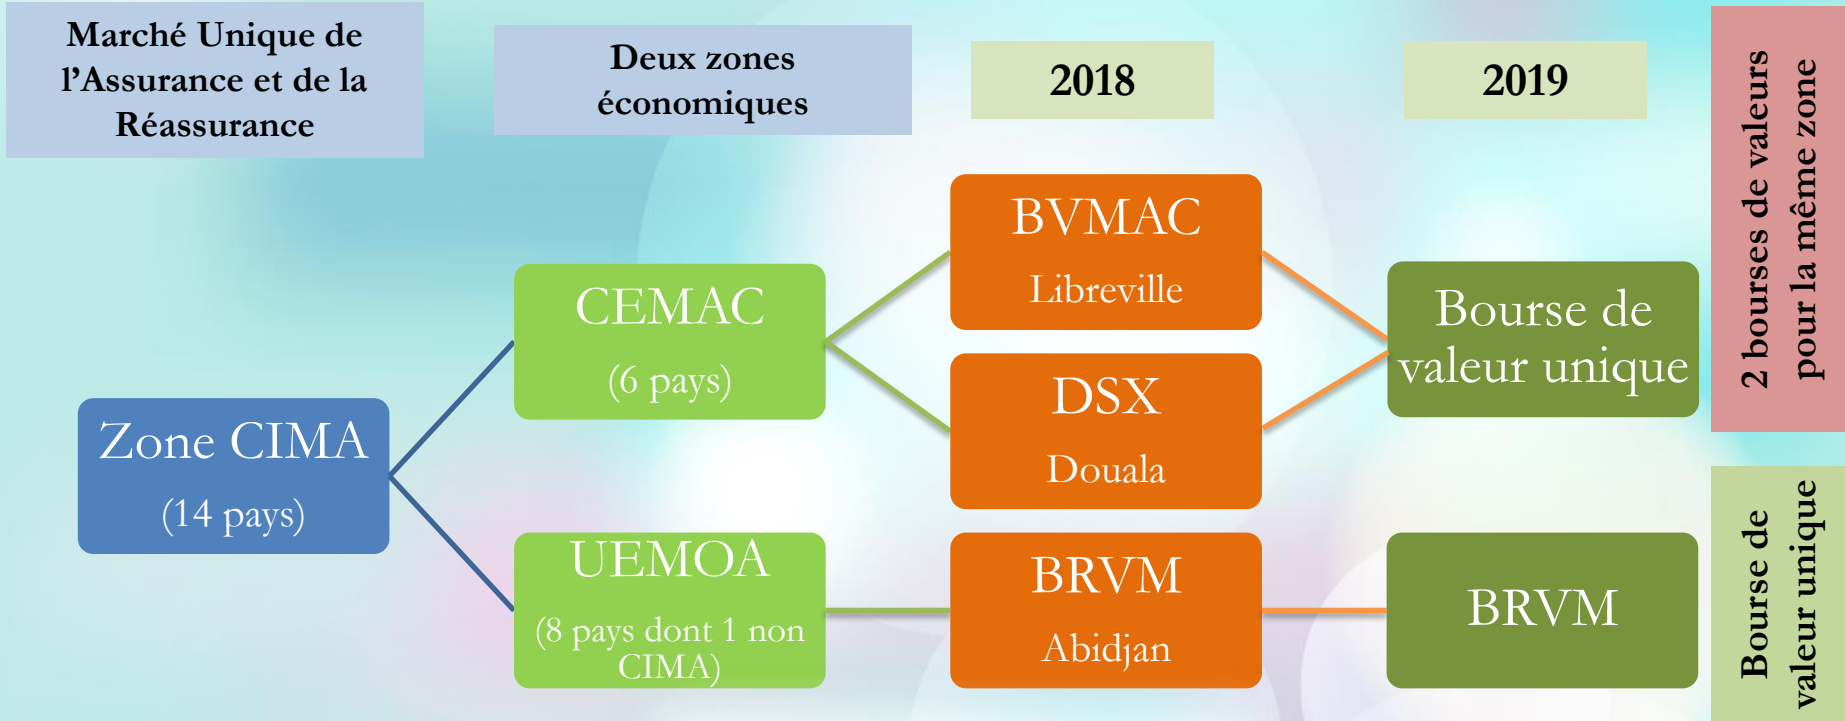 Marché Unique de
l'Assurance et de la
Réassurance
Deux zones
économiques
2018
2019
2 bourses de valeurs
pour la même zone
Zone CIMA
(14 pays)
CEMAC
(6 pays)
UEMOA
(8 pays dont 1 non
CIMA)
BVMAC
Libreville
DSX
Douala
BRVM
Abidjan
Bourse de
valeur unique
BRVM
Bourse de
valeur unique